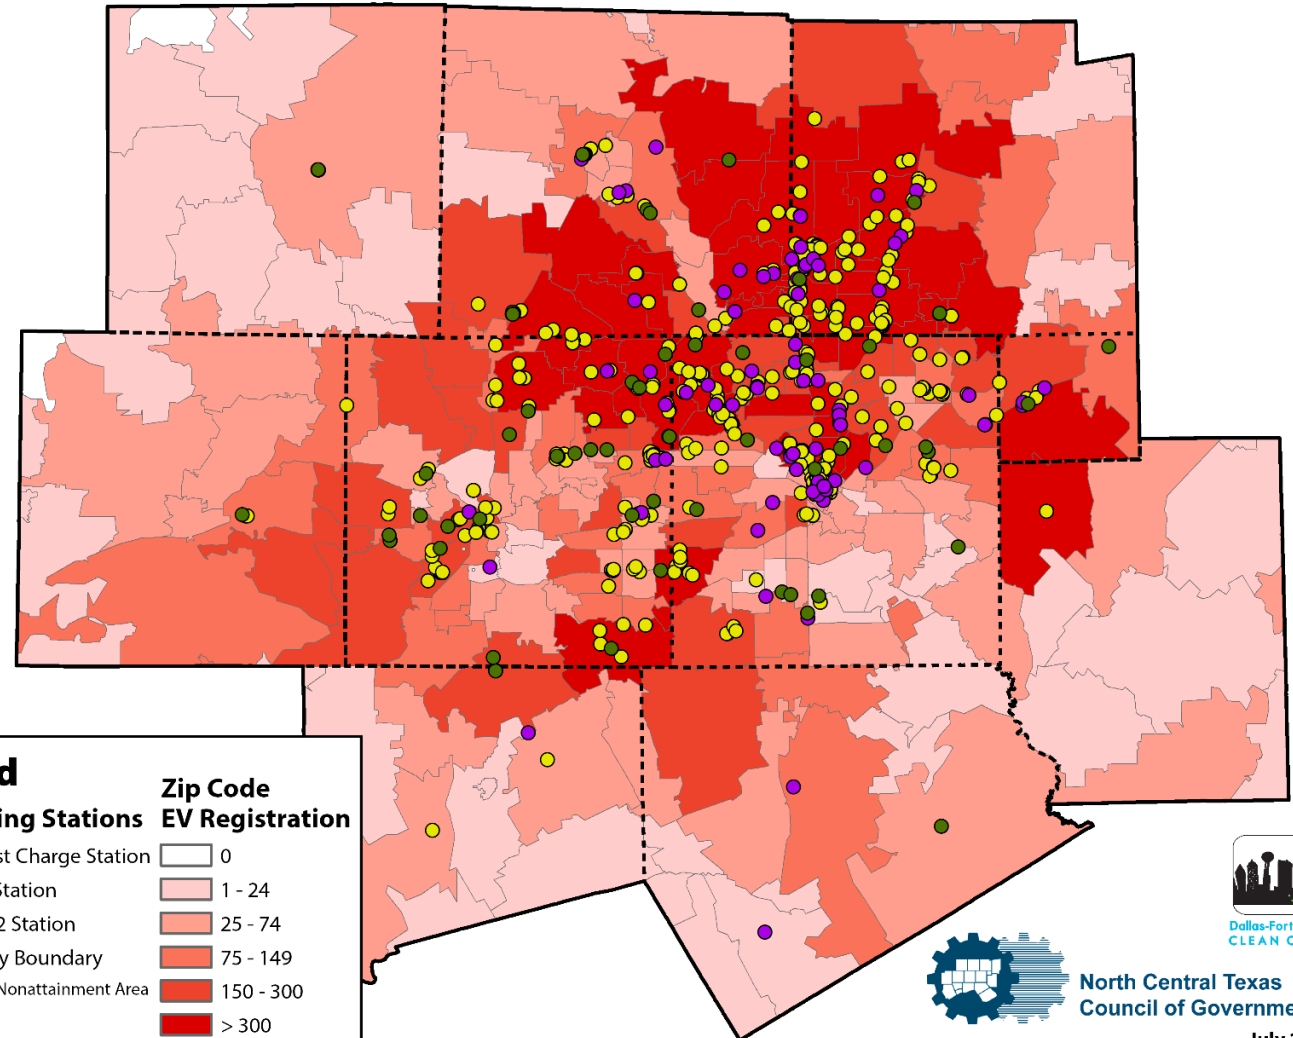 d
Zip Code
ing Stations EV Registration
st Charge Station 0
Station 1 - 24
2 Station 25 - 74
y Boundary 75 - 149
Nonattainment Area 150 - 300
> 300
Dallas-Fort
CLEAN C
North Central Texas
Council of Governme